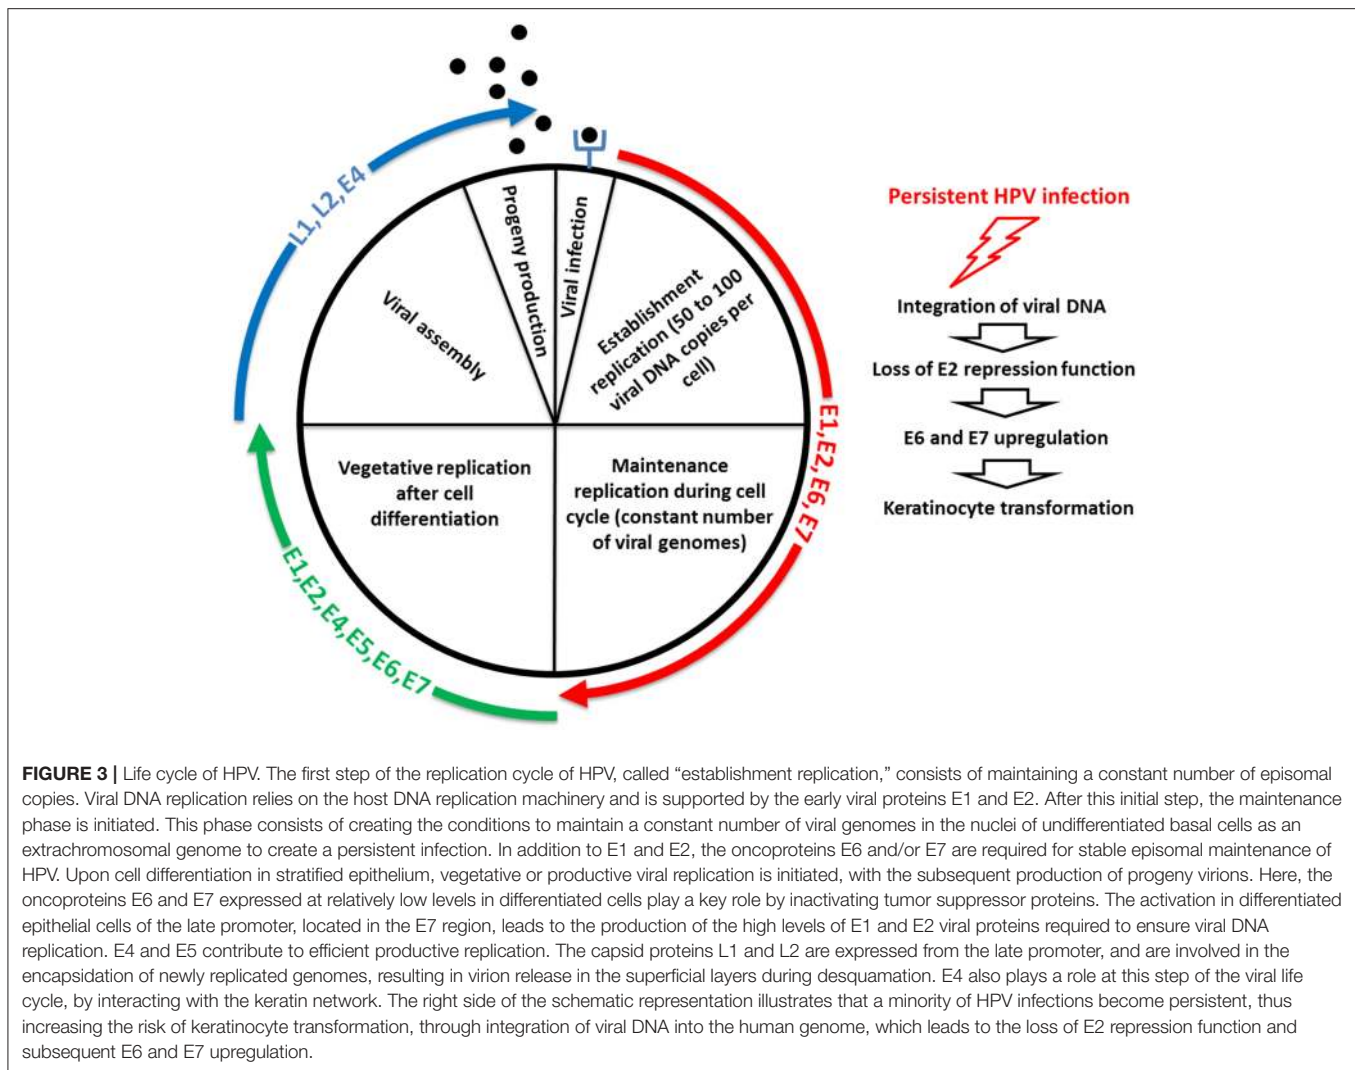 L1, L2,E4
Progeny production
Viral infection
Viral assembly
Establishment
replication (50 to 100
viral DNA copies per
cell)
E1,E2,E6,E7
Vegetative replication
after cell
differentiation
Maintenance
replication during cell
cycle (constant number
of viral genomes)
E1,E2,E4,E5,E6,E7
Persistent HPV infection
Integration of viral DNA
Loss of E2 repression function
E6 and E7 upregulation
Keratinocyte transformation
FIGURE 3 | Life cycle of HPV. The first step of the replication cycle of HPV, called “establishment replication,” consists of maintaining a constant number of episomal
copies. Viral DNA replication relies on the host DNA replication machinery and is supported by the early viral proteins E1 and E2. After this initial step, the maintenance
phase is initiated. This phase consists of creating the conditions to maintain a constant number of viral genomes in the nuclei of undifferentiated basal cells as an
extrachromosomal genome to create a persistent infection. In addition to E1 and E2, the oncoproteins E6 and/or E7 are required for stable episomal maintenance of
HPV. Upon cell differentiation in stratified epithelium, vegetative or productive viral replication is initiated, with the subsequent production of progeny virions. Here, the
oncoproteins E6 and E7 expressed at relatively low levels in differentiated cells play a key role by inactivating tumor suppressor proteins. The activation in differentiated
epithelial cells of the late promoter, located in the E7 region, leads to the production of the high levels of E1 and E2 viral proteins required to ensure viral DNA
replication. E4 and E5 contribute to efficient productive replication. The capsid proteins L1 and L2 are expressed from the late promoter, and are involved in the
encapsidation of newly replicated genomes, resulting in virion release in the superficial layers during desquamation. E4 also plays a role at this step of the viral life
cycle, by interacting with the keratin network. The right side of the schematic representation illustrates that a minority of HPV infections become persistent, thus
increasing the risk of keratinocyte transformation, through integration of viral DNA into the human genome, which leads to the loss of E2 repression function and
subsequent E6 and E7 upregulation.